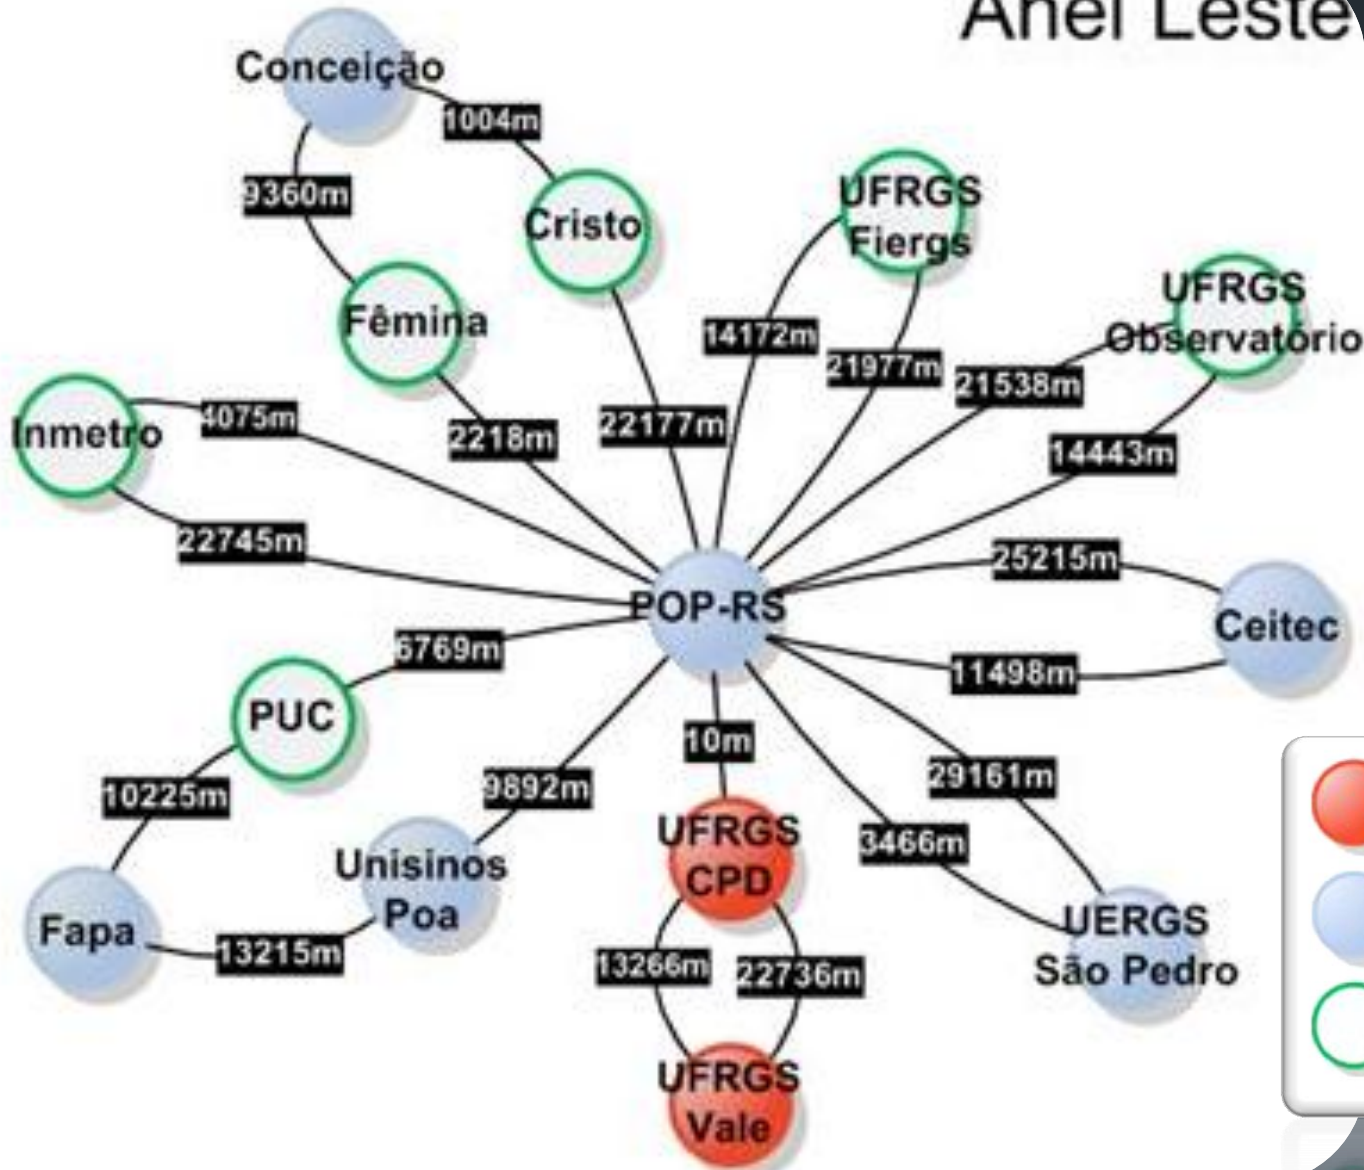 Anel Leste
Conceição
1004m
9360m
Cristo
UFRGS
Fiergs
UFRGS
Observatório
Fêmina
14172m
21977m
21538m
Inmetro
4075m
2218m
22177m
14443m
22745m
25215m
POP-RS
Ceitec
6769m
11498m
PUC
10m
29161m
10225m
9892m
3466m
UFRGS
CPD
Unisinos
Poa
Fapa
13215m
UERGS
São Pedro
13266m
22736m
UFRGS
Vale